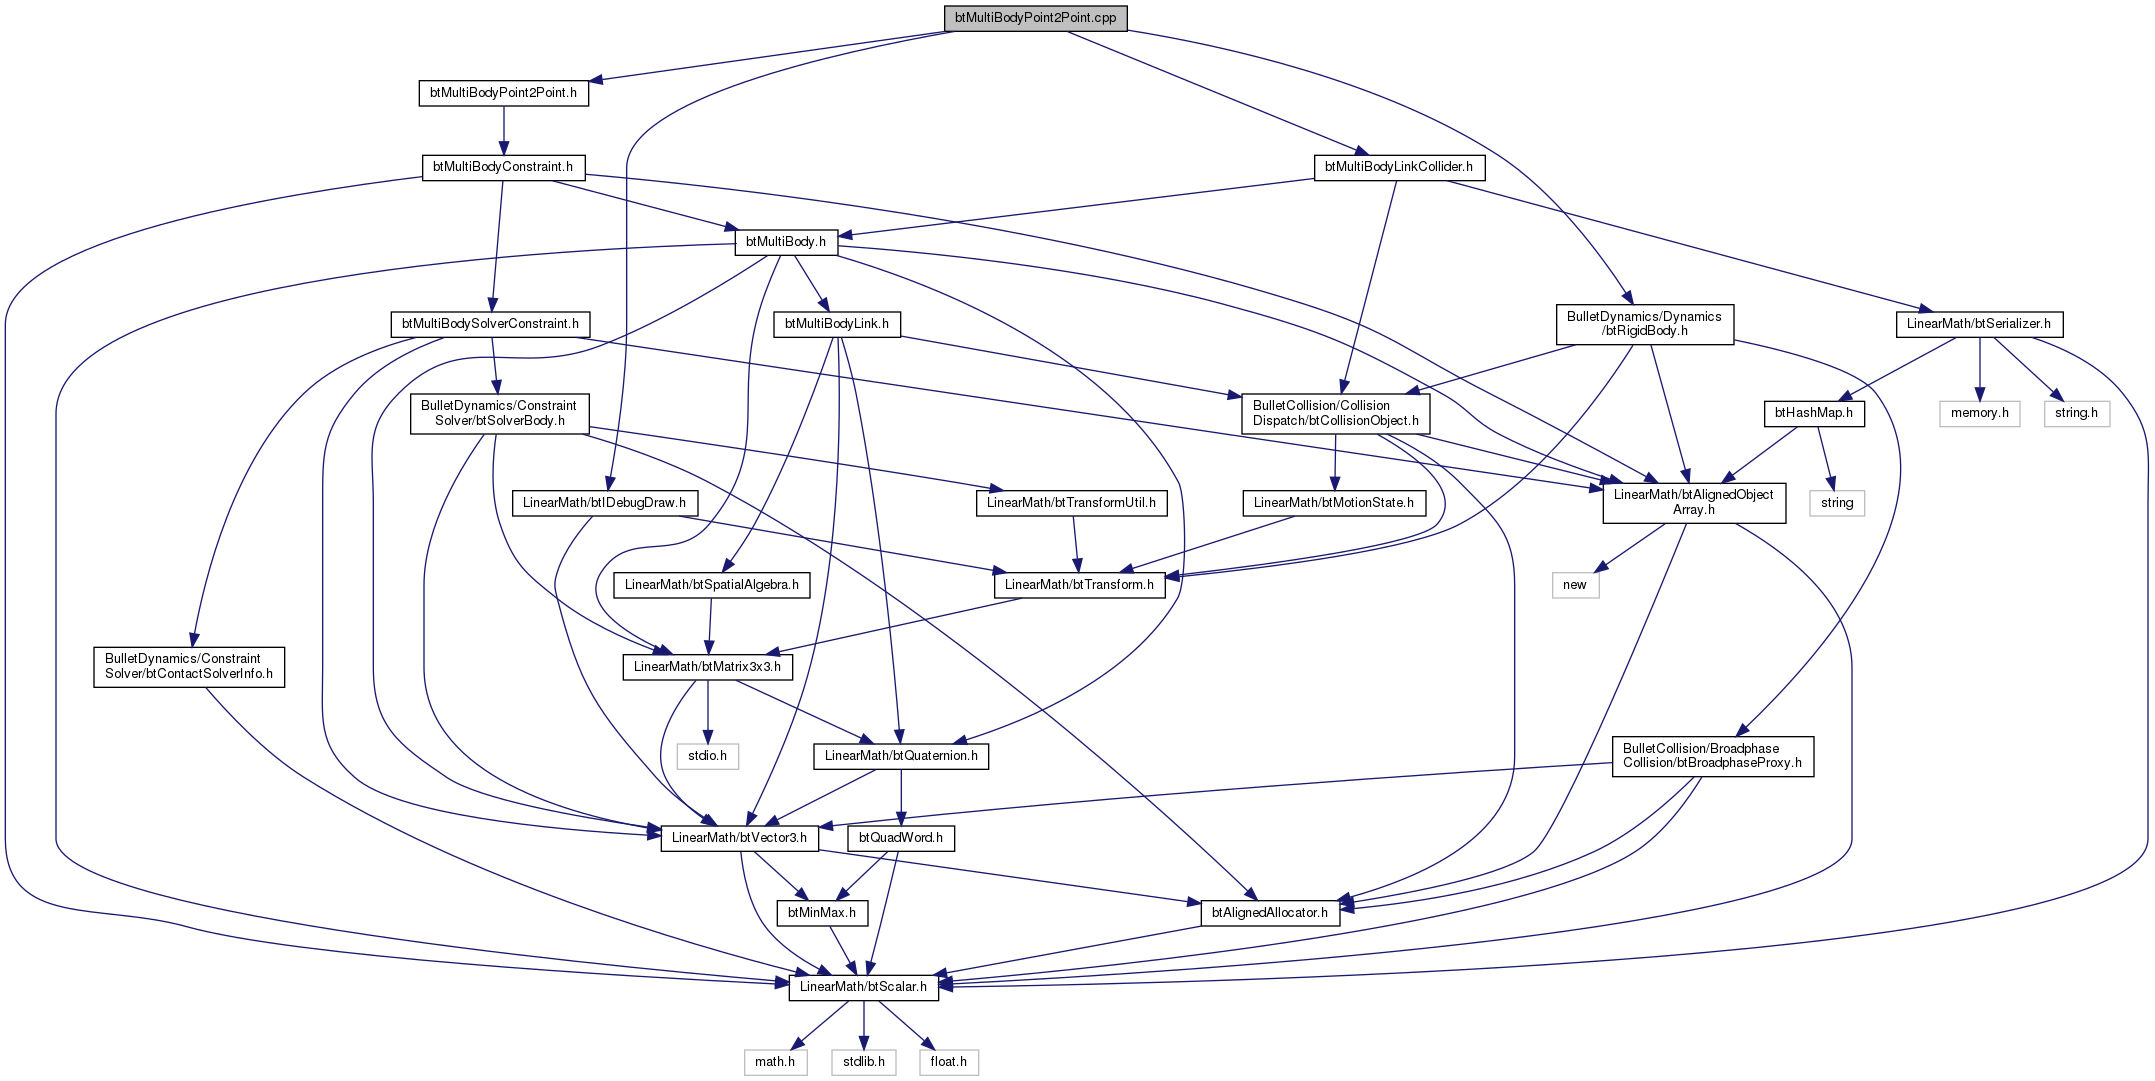 btMultiBodyPoint2Point.cpp
btMultiBodyPoint2Point.h
btMultiBodyConstraint.h
btMultiBodyLinkCollider.h
btMultiBody.h
btMultiBodySolverConstraint.h
btMultiBodyLink.h
BulletDynamics/Dynamics
/btRigidBody.h
LinearMath/btSerializer.h
BulletDynamics/Constraint
Solver/btSolverBody.h
BulletCollision/Collision
Dispatch/btCollisionObject.h
btHashMap.h
memory.h
string.h
LinearMath/btIDebugDraw.h
LinearMath/btTransformUtil.h
LinearMath/btMotionState.h
LinearMath/btAlignedObject
Array.h
string
LinearMath/btSpatialAlgebra.h
LinearMath/btTransform.h
new
BulletDynamics/Constraint
Solver/btContactSolverInfo.h
LinearMath/btMatrix3x3.h
stdio.h
LinearMath/btQuaternion.h
BulletCollision/Broadphase
Collision/btBroadphaseProxy.h
LinearMath/btVector3.h
btQuadWord.h
btMinMax.h
btAlignedAllocator.h
LinearMath/btScalar.h
math.h
stdlib.h
float.h